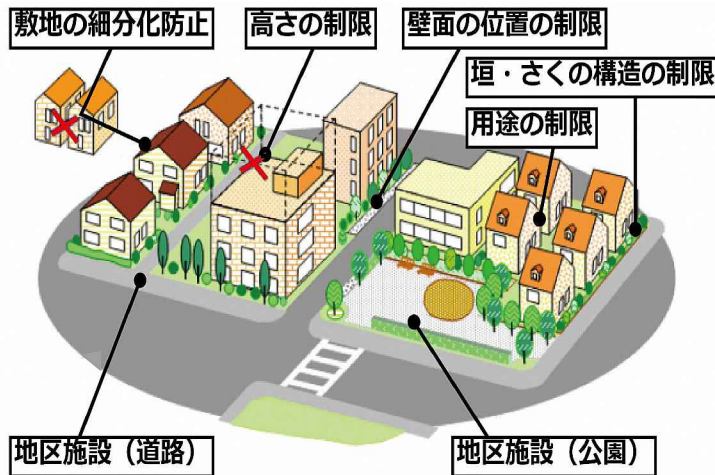 敷地の細分化防止
高さの制限
壁面の位置の制限
垣・さくの構造の制限
用途の制限
地区施設（道路）
地区施設（公園）